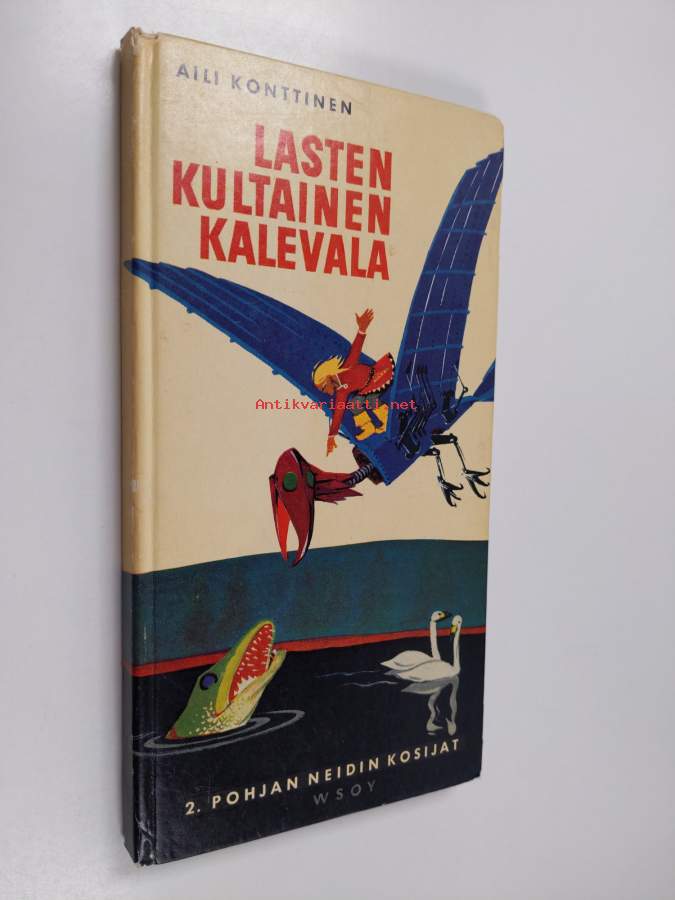 AILI KONTTINEN
LASTEN
KULTAINEN
KALEVALA
Antikvariaatti.net
2. POHJAN NEIDIN KOSIJAT
WSOY